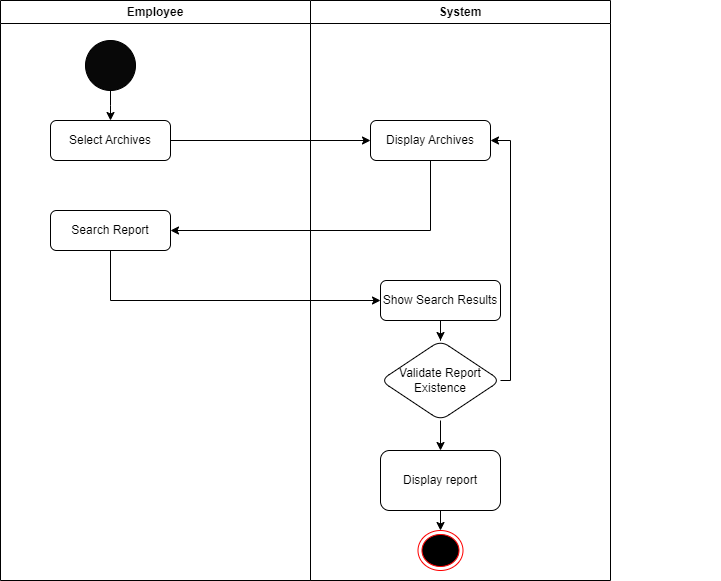 Employee
System
Select Archives
Display Archives
Search Report
Show Search Results
Validate Report
Existence
Display report